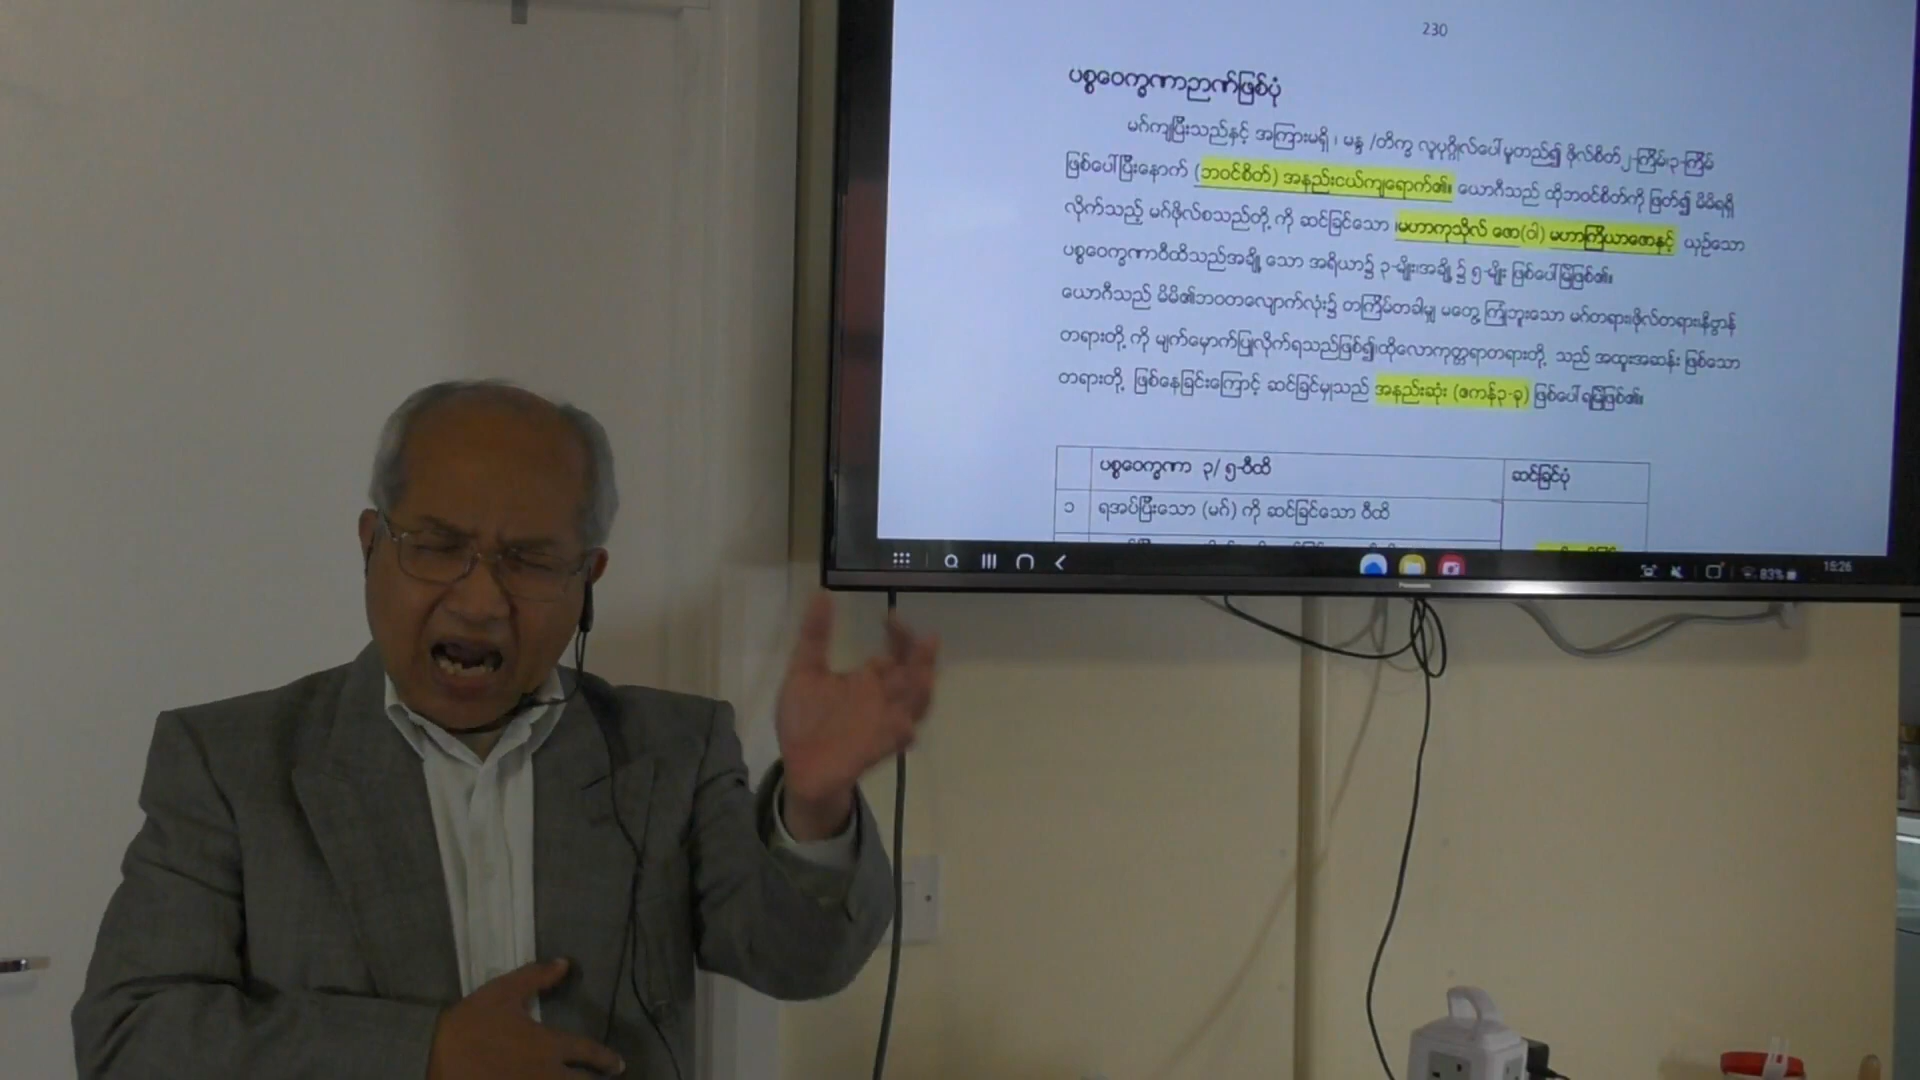 230
ပစ္စဝေက္ခဏာဉာဏ်ဖြစ်ပုံ
မဂ်ကျပြီးသည်နှင့် အကြားမရှိ ၊ မန္ဒ /တိက္ခ လူပုဂ္ဂိုလ်ပေါ်မူတည်၍ ဖိုလ်စိတ်၂-ကြိမ်၊၃-ကြိမ်
ဖြစ်ပေါ်ပြီးနောက် (ဘဝင်စိတ်) အနည်းငယ်ကျရောက်၏။ ယောဂီသည် ထိုဘဝင်စိတ်ကို ဖြတ်၍ မိမိရရှိ
လိုက်သည့် မဂ်ဖိုလ်စသည်တို့ ကို ဆင်ခြင်သော ၊မဟာကုသိုလ် ဇော(ဝါ) မဟာကြိယာဇောနှင့် ယှဉ်သော
ပစ္စဝေက္ခဏာဝီထိသည်အချို့ သော အရိယာ၌ ၃-မျိုး၊အချို့ ၌ ၅-မျိုး ဖြစ်ပေါ်မြဲဖြစ်၏။
ယောဂီသည် မိမိ၏ဘဝတလျောက်လုံး၌ တကြိမ်တခါမျှ မတွေ့ ကြုံဘူးသော မဂ်တရား၊ဖိုလ်တရား၊နိဗ္ဗာန်
တရားတို့ ကို မျက်မှောက်ပြုလိုက်ရသည်ဖြစ်၍၊ထိုလောကုတ္တရာတရားတို့ သည် အထူးအဆန်း ဖြစ်သော
တရားတို့ ဖြစ်နေခြင်းကြောင့် ဆင်ခြင်မှုသည် အနည်းဆုံး (ဧကန်၃-ခု) ဖြစ်ပေါ်ရမြဲဖြစ်၏။
ပစ္စဝေက္ခဏာ ၃/ ၅-ဝီထိ
ဆင်ခြင်ပုံ
၁ ရအပ်ပြီးသော (မဂ်) ကို ဆင်ခြင်သော ဝီထိ
83%
15:26
Panasonic